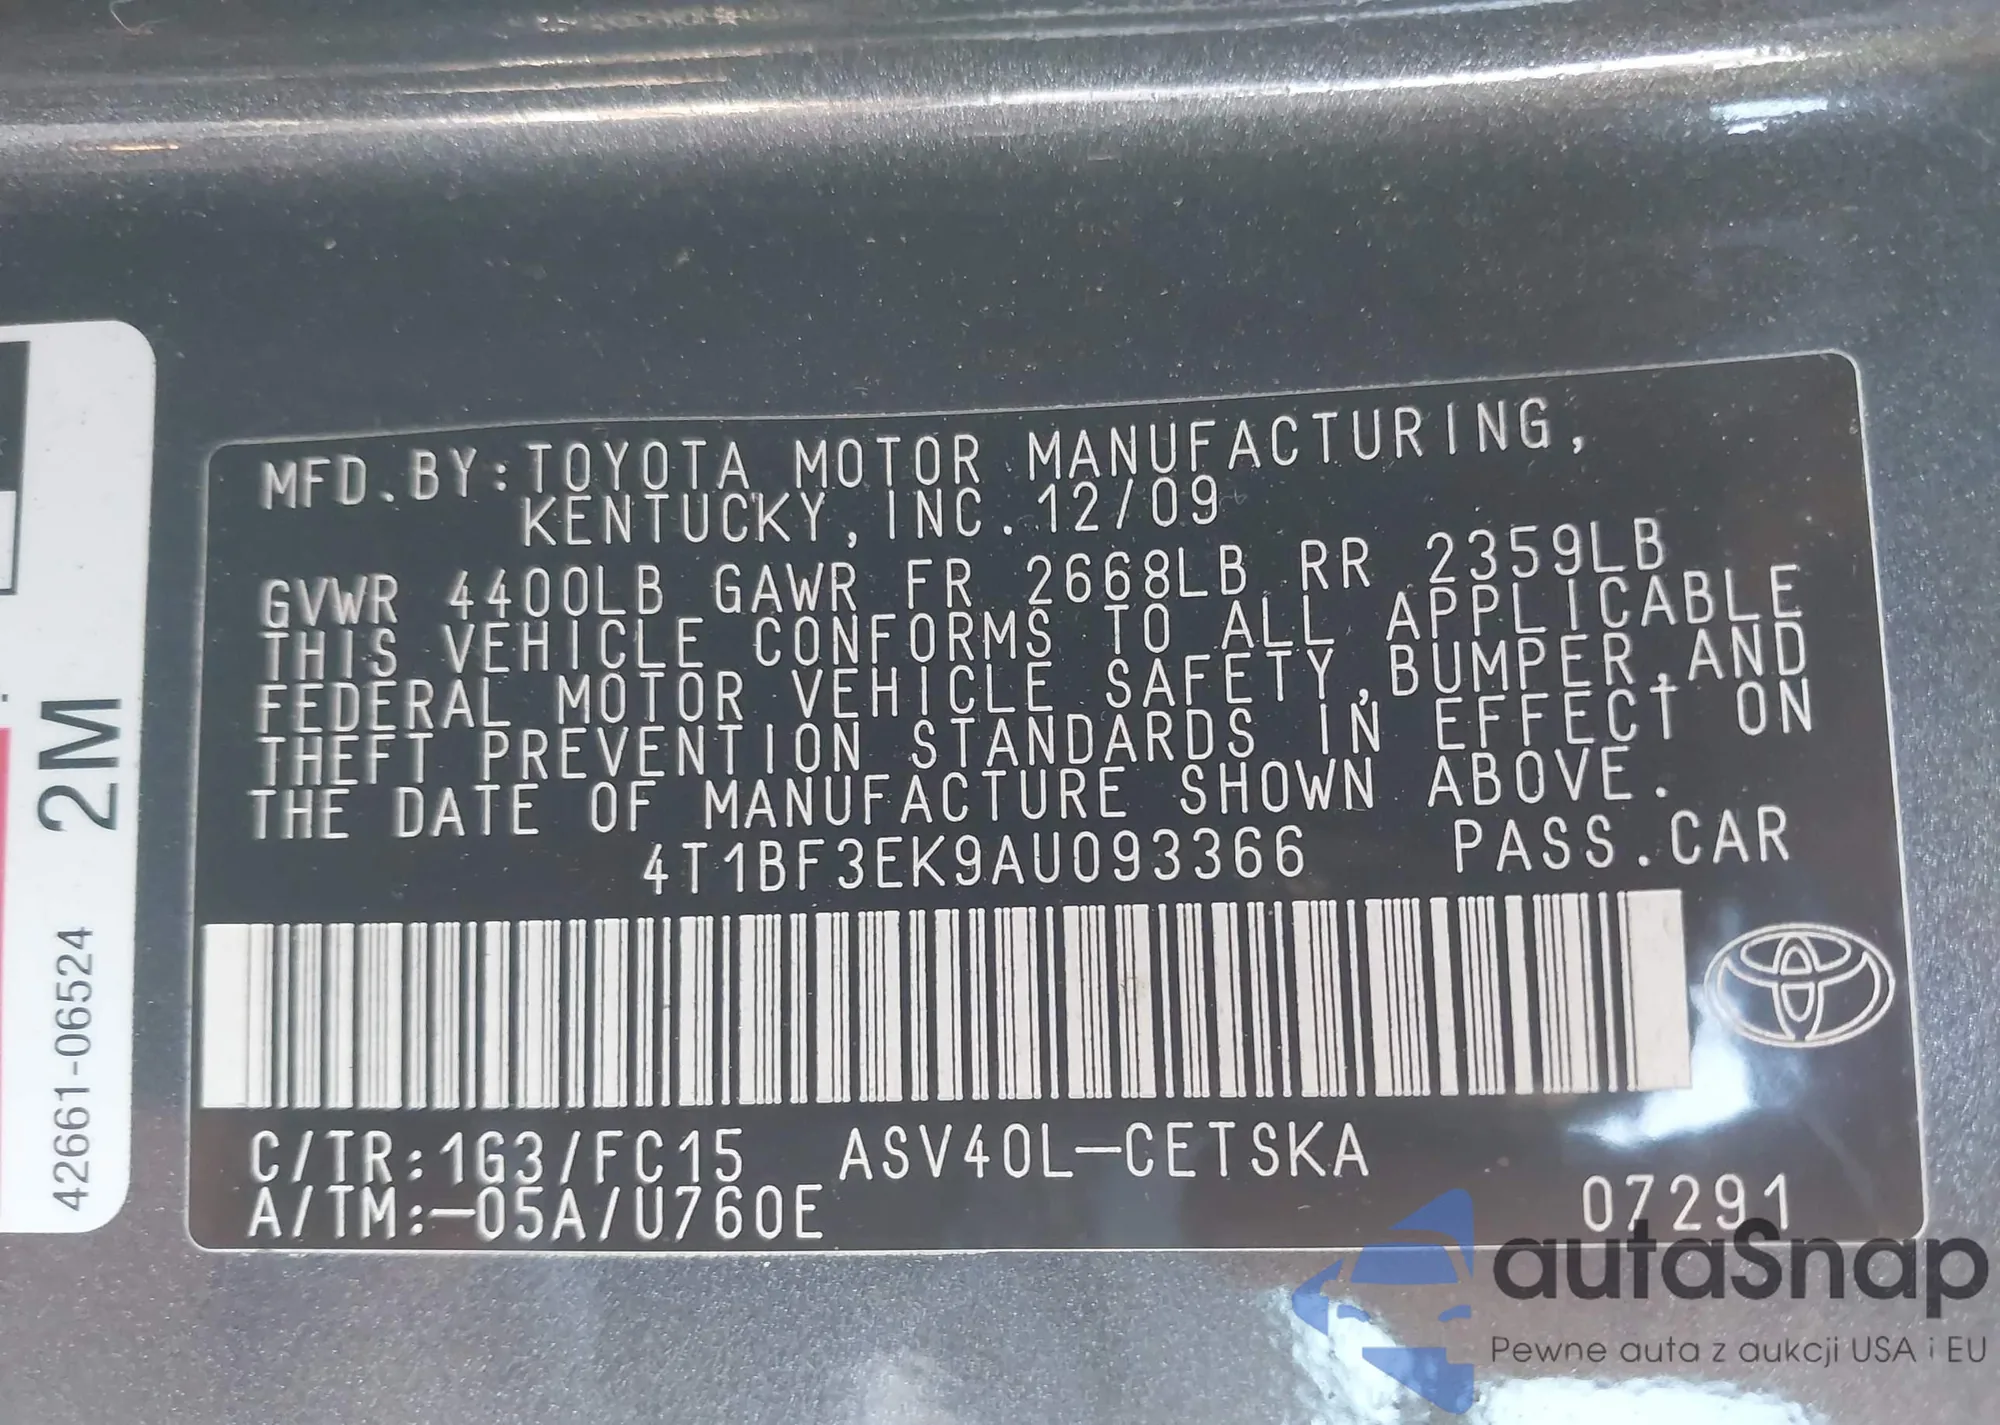 MFD.BY:TOYOTA MOTOR MANUFACTURING,
KENTUCKY, INC. 12/09
GVWR 4400LB GAWR FR 2668LB RR 2359LB
THIS VEHICLE CONFORMS TO ALL APPLICABLE
FEDERAL MOTOR VEHICLE SAFETY, BUMPER, AND
THEFT PREVENTION STANDARDS IN EFFECT ON
THE DATE OF MANUFACTURE SHOWN ABOVE.
4T1BF3EK9AU093366 PASS.CAR
C/TR:1G3/FC15 ASV40L-CETSKA
A/TM:-05A/U760E 07291
42661-06524 2M
autaSnap
Pewne auta z aukcji USA i EU